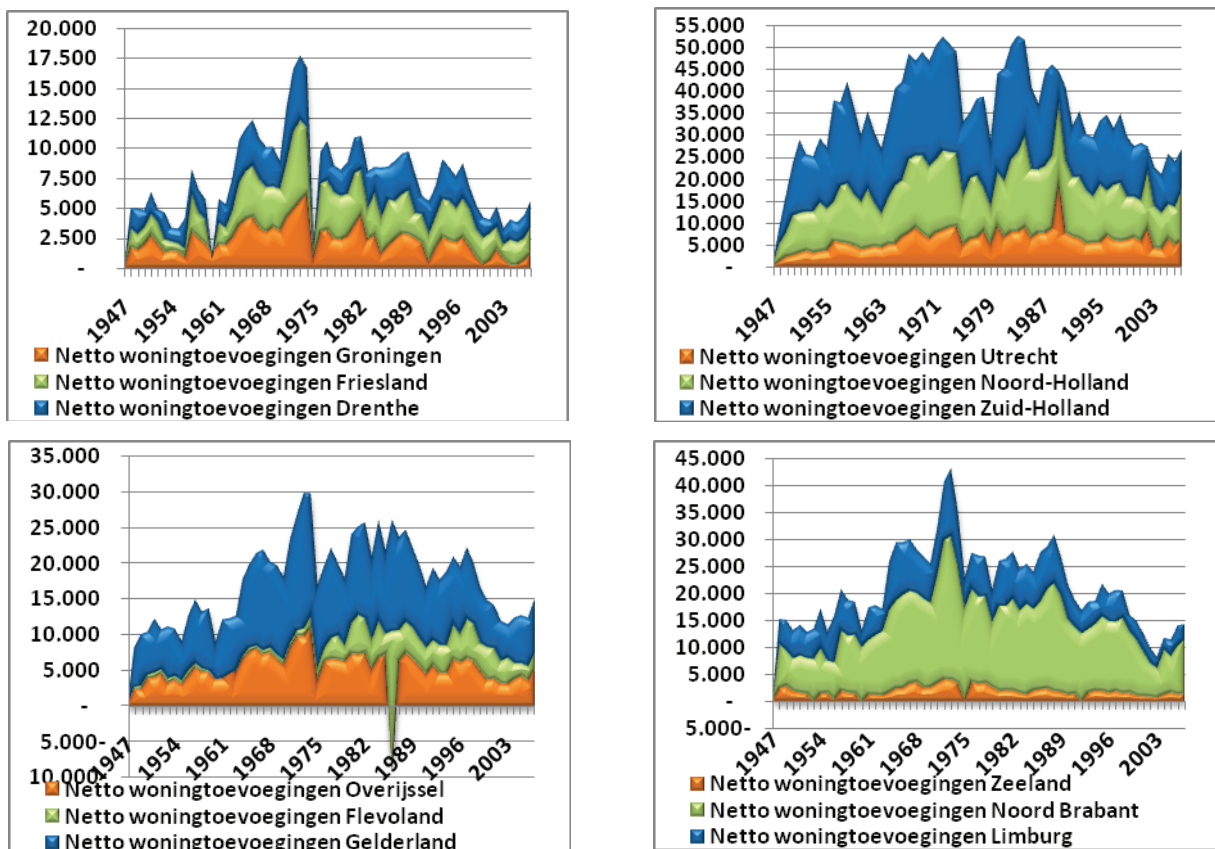 20.000
17.500
15.000
12.500
10.000
7.500
5.000
2.500
-
1947 1954 1961 1968 1975 1982 1989 1996 2003
Netto woningtoevoegingen Groningen
Netto woningtoevoegingen Friesland
Netto woningtoevoegingen Drenthe
55.000
50.000
45.000
40.000
35.000
30.000
25.000
20.000
15.000
10.000
5.000
-
1947 1955 1963 1971 1979 1987 1995 2003
Netto woningtoevoegingen Utrecht
Netto woningtoevoegingen Noord-Holland
Netto woningtoevoegingen Zuid-Holland
35.000
30.000
25.000
20.000
15.000
10.000
5.000
-
5.000-
10.000-
1947 1954 1961 1968 1975 1982 1989 1996 2003
Netto woningtoevoegingen Overijssel
Netto woningtoevoegingen Flevoland
Netto woningtoevoegingen Gelderland
45.000
40.000
35.000
30.000
25.000
20.000
15.000
10.000
5.000
-
5.000-
1947 1954 1961 1968 1975 1982 1989 1996 2003
Netto woningtoevoegingen Zeeland
Netto woningtoevoegingen Noord Brabant
Netto woningtoevoegingen Limburg